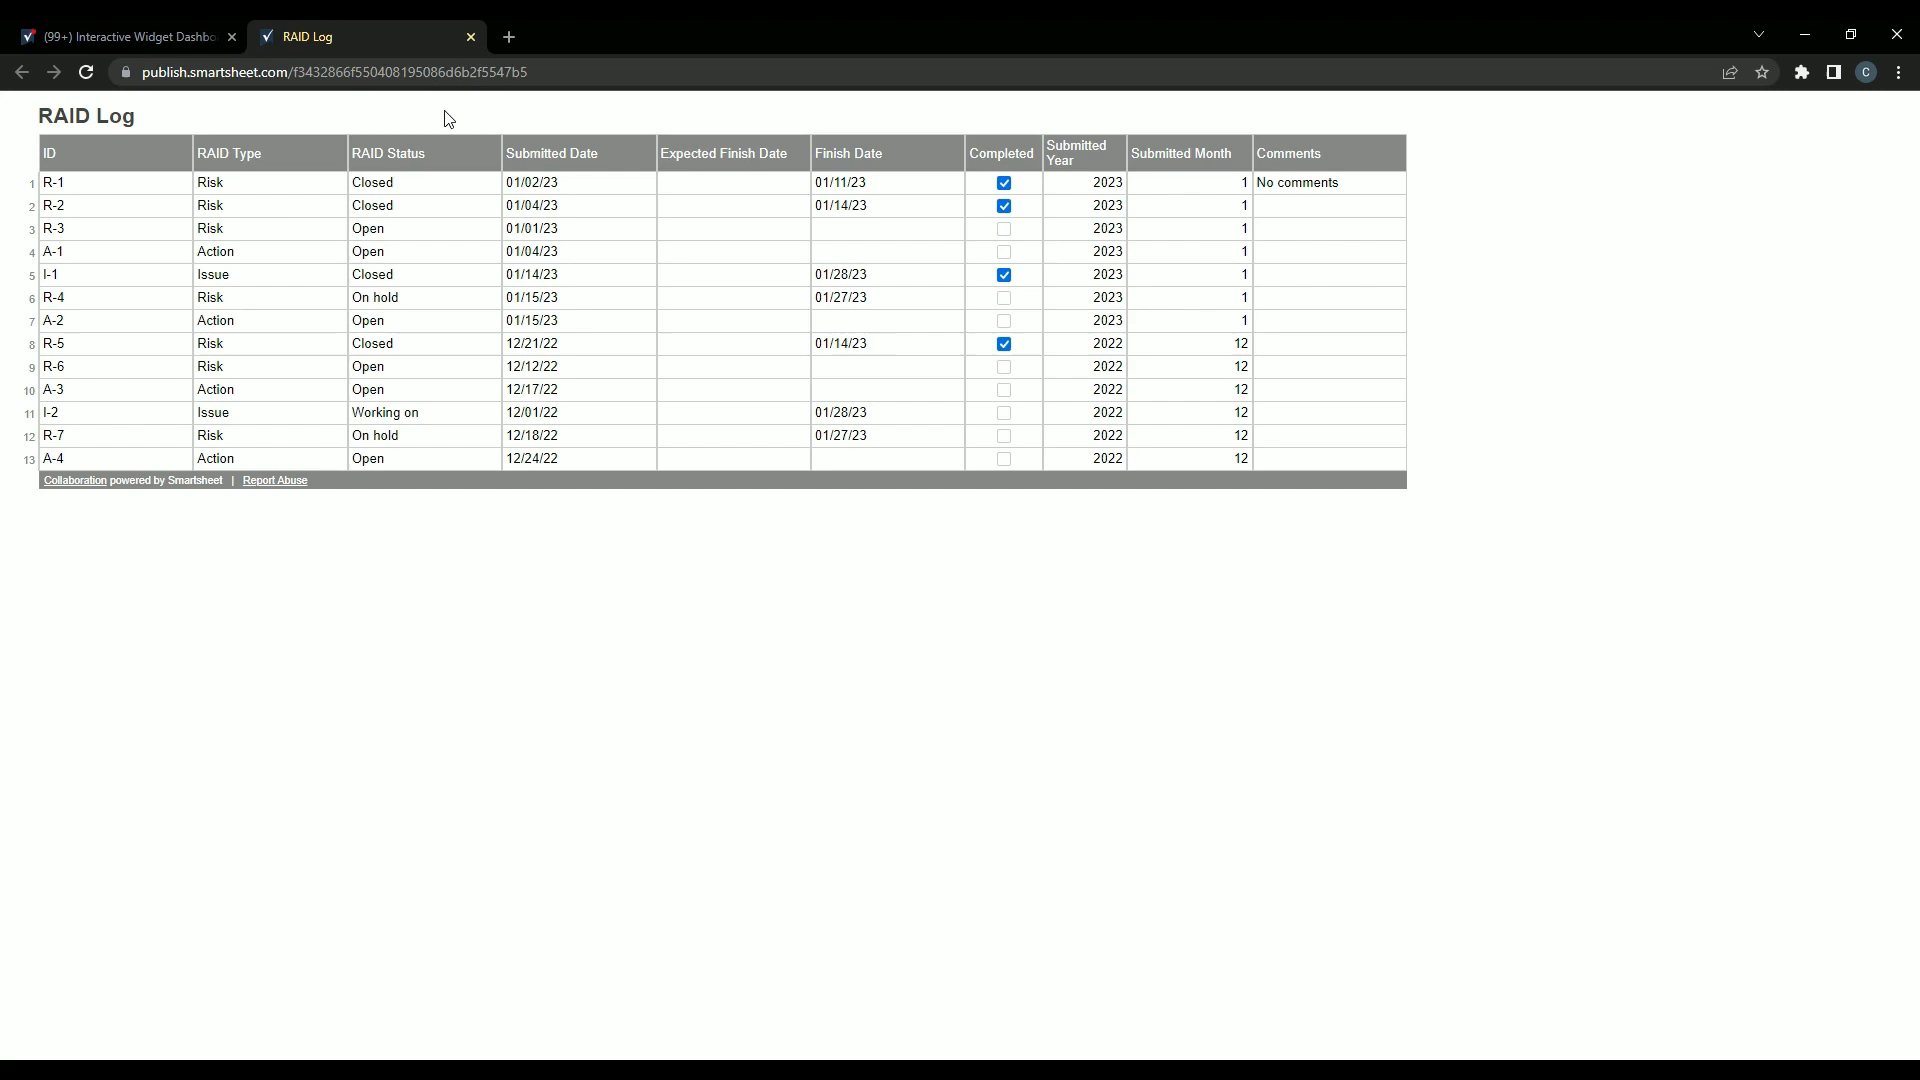 (99+) Interactive Widget Dashbo
RAID Log
publish.smartsheet.com/f3432866f550408195086d6b2f5547b5
C
RAID Log
ID RAID Type RAID Status Submitted Date Expected Finish Date Finish Date Completed Submitted Year Submitted Month Comments
1 R-1 Risk Closed 01/02/23 01/11/23 2023 1 No comments
2 R-2 Risk Closed 01/04/23 01/14/23 2023 1
3 R-3 Risk Open 01/01/23 2023 1
4 A-1 Action Open 01/04/23 2023 1
5 I-1 Issue Closed 01/14/23 01/28/23 2023 1
6 R-4 Risk On hold 01/15/23 01/27/23 2023 1
7 A-2 Action Open 01/15/23 2023 1
8 R-5 Risk Closed 12/21/22 01/14/23 2022 12
9 R-6 Risk Open 12/12/22 2022 12
10 A-3 Action Open 12/17/22 2022 12
11 I-2 Issue Working on 12/01/22 01/28/23 2022 12
12 R-7 Risk On hold 12/18/22 01/27/23 2022 12
13 A-4 Action Open 12/24/22 2022 12
Collaboration powered by Smartsheet | Report Abuse